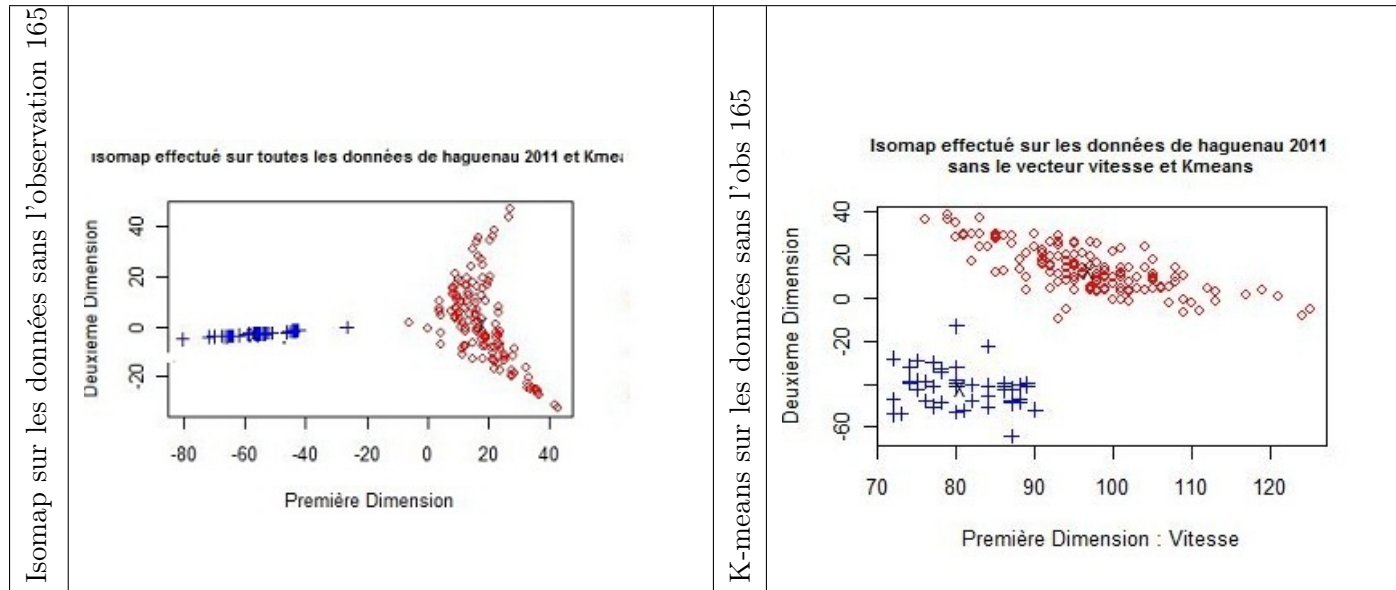 Isomap sur les données sans l'observation 165
Isomap effectué sur toutes les données de haguenau 2011 et Kmea
Deuxieme Dimension
40
20
0
-20
-80 -60 -40 -20 0 20 40
Première Dimension
K-means sur les données sans l'obs 165
Isomap effectué sur les données de haguenau 2011
sans le vecteur vitesse et Kmeans
Deuxieme Dimension
40
20
0
-20
-60
70 80 90 100 110 120
Première Dimension : Vitesse